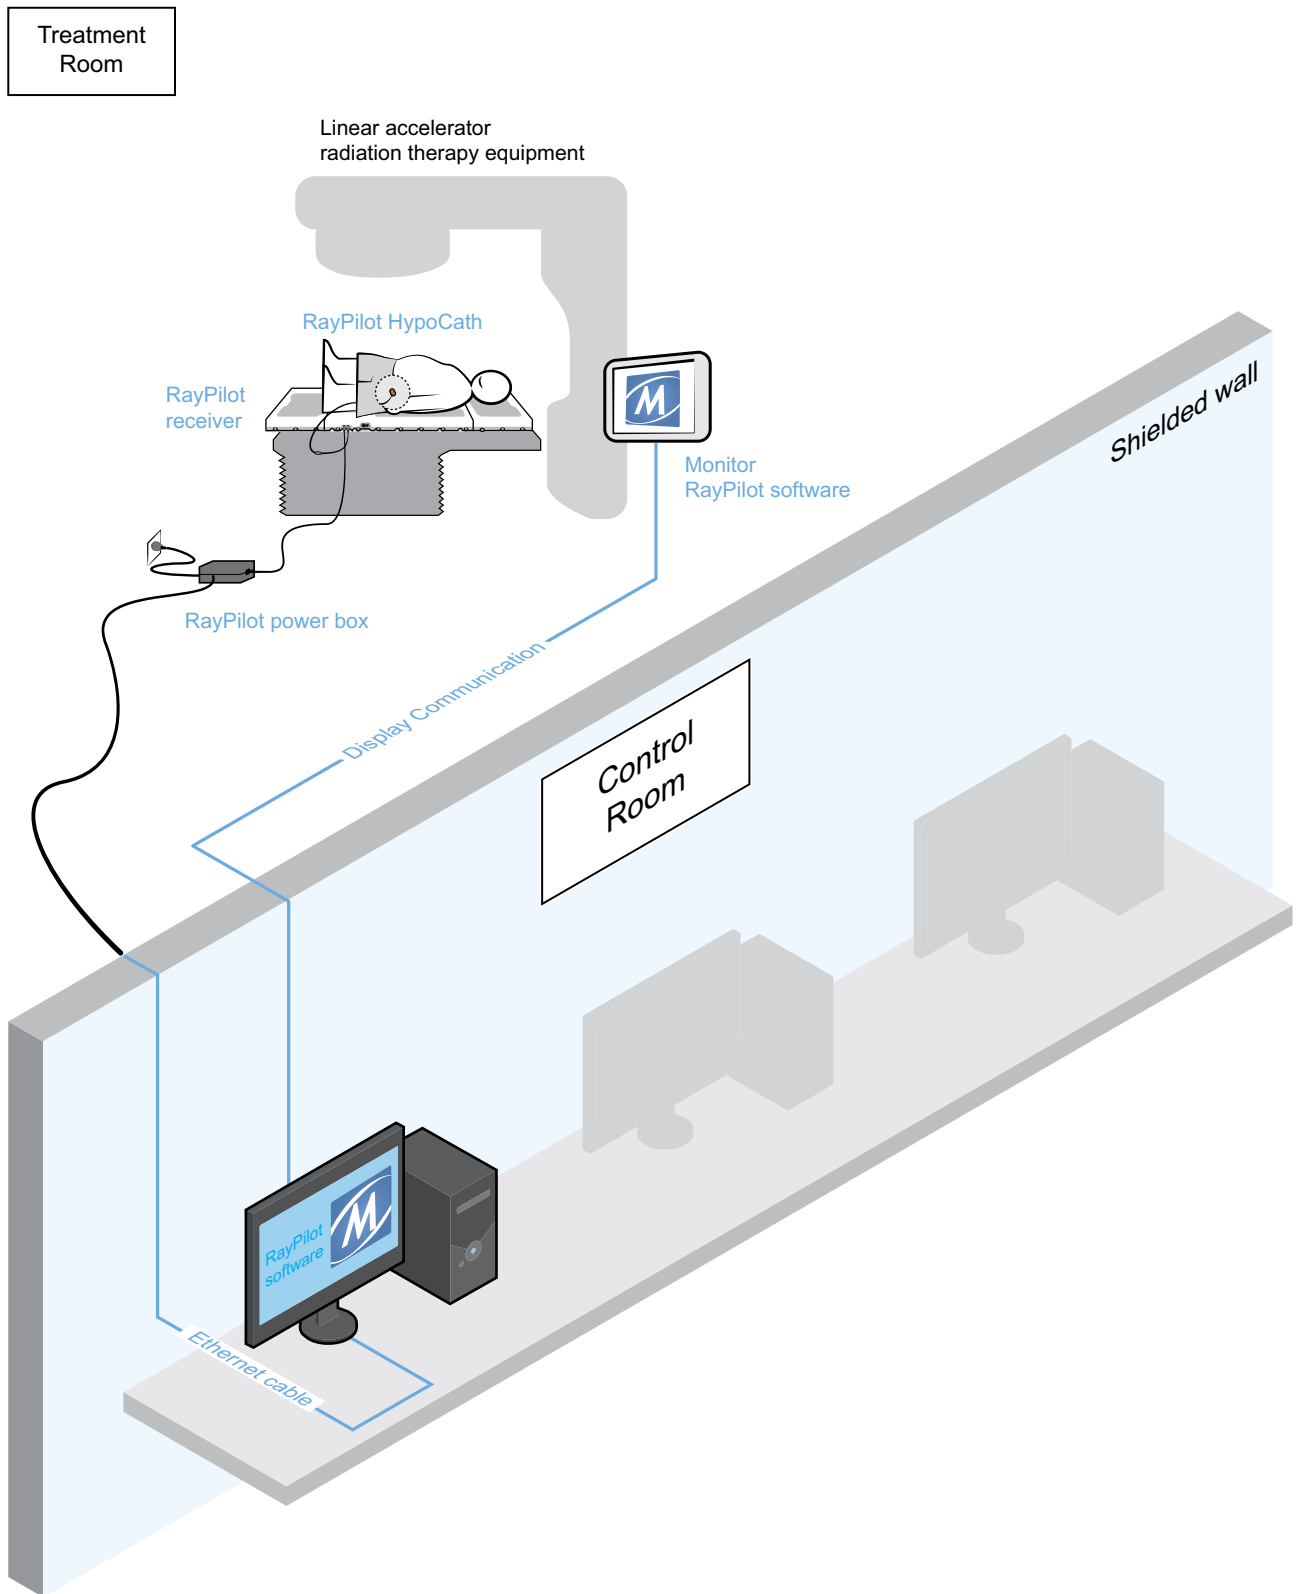 Treatment
Room
Linear accelerator
radiation therapy equipment
RayPilot HypoCath
RayPilot
receiver
M
Monitor
RayPilot software
Shielded wall
RayPilot power box
Display Communication
Control
Room
RayPilot
software
M
Ethernet cable